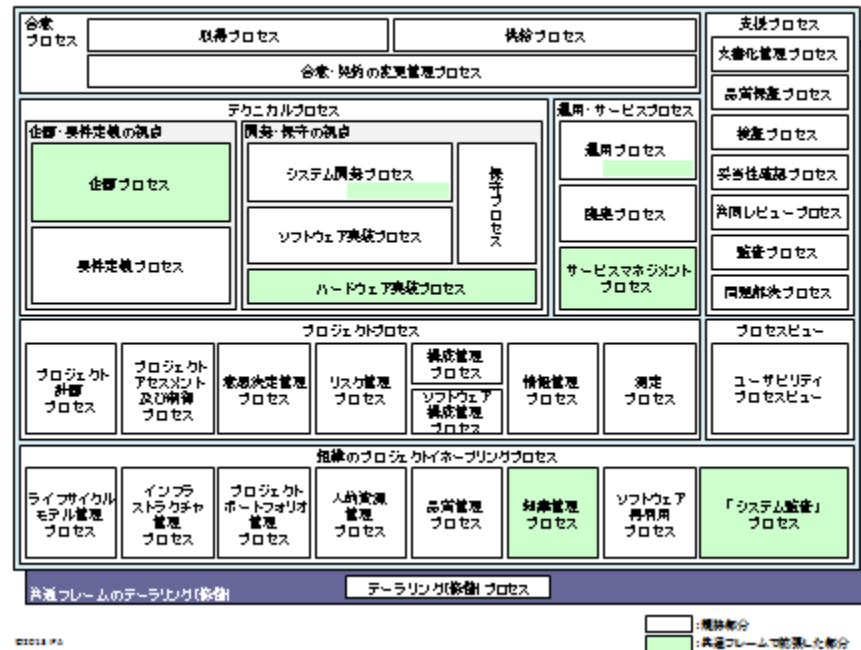 合意
プロセス
取得プロセス
供給プロセス
合意・契約の変更管理プロセス
テクニカルプロセス
企画・要件定義の視点
企画プロセス
要件定義プロセス
開発・保守の視点
システム開発プロセス
ソフトウェア実装プロセス
ハードウェア実装プロセス
保守プロセス
運用・サービスプロセス
運用プロセス
廃棄プロセス
サービスマネジメント
プロセス
支援プロセス
文書化管理プロセス
品質保証プロセス
検証プロセス
妥当性確認プロセス
共同レビュープロセス
監査プロセス
問題解決プロセス
プロジェクトプロセス
プロジェクト
計画
プロセス
プロジェクト
アセスメント
及び制御
プロセス
意思決定管理
プロセス
リスク管理
プロセス
構成管理
プロセス
ソフトウェア
構成管理
プロセス
情報管理
プロセス
測定
プロセス
プロセスビュー
ユーザビリティ
プロセスビュー
組織のプロジェクトイネーブリングプロセス
ライフサイクル
モデル管理
プロセス
インフラ
ストラクチャ
管理
プロセス
プロジェクト
ポートフォリオ
管理
プロセス
人的資源
管理
プロセス
品質管理
プロセス
知識管理
プロセス
ソフトウェア
再利用
プロセス
「システム監査」
プロセス
共通フレームのテーラリング(修整)
テーラリング(修整)プロセス
:規格部分
:共通フレームで拡張した部分
©2013 IPA